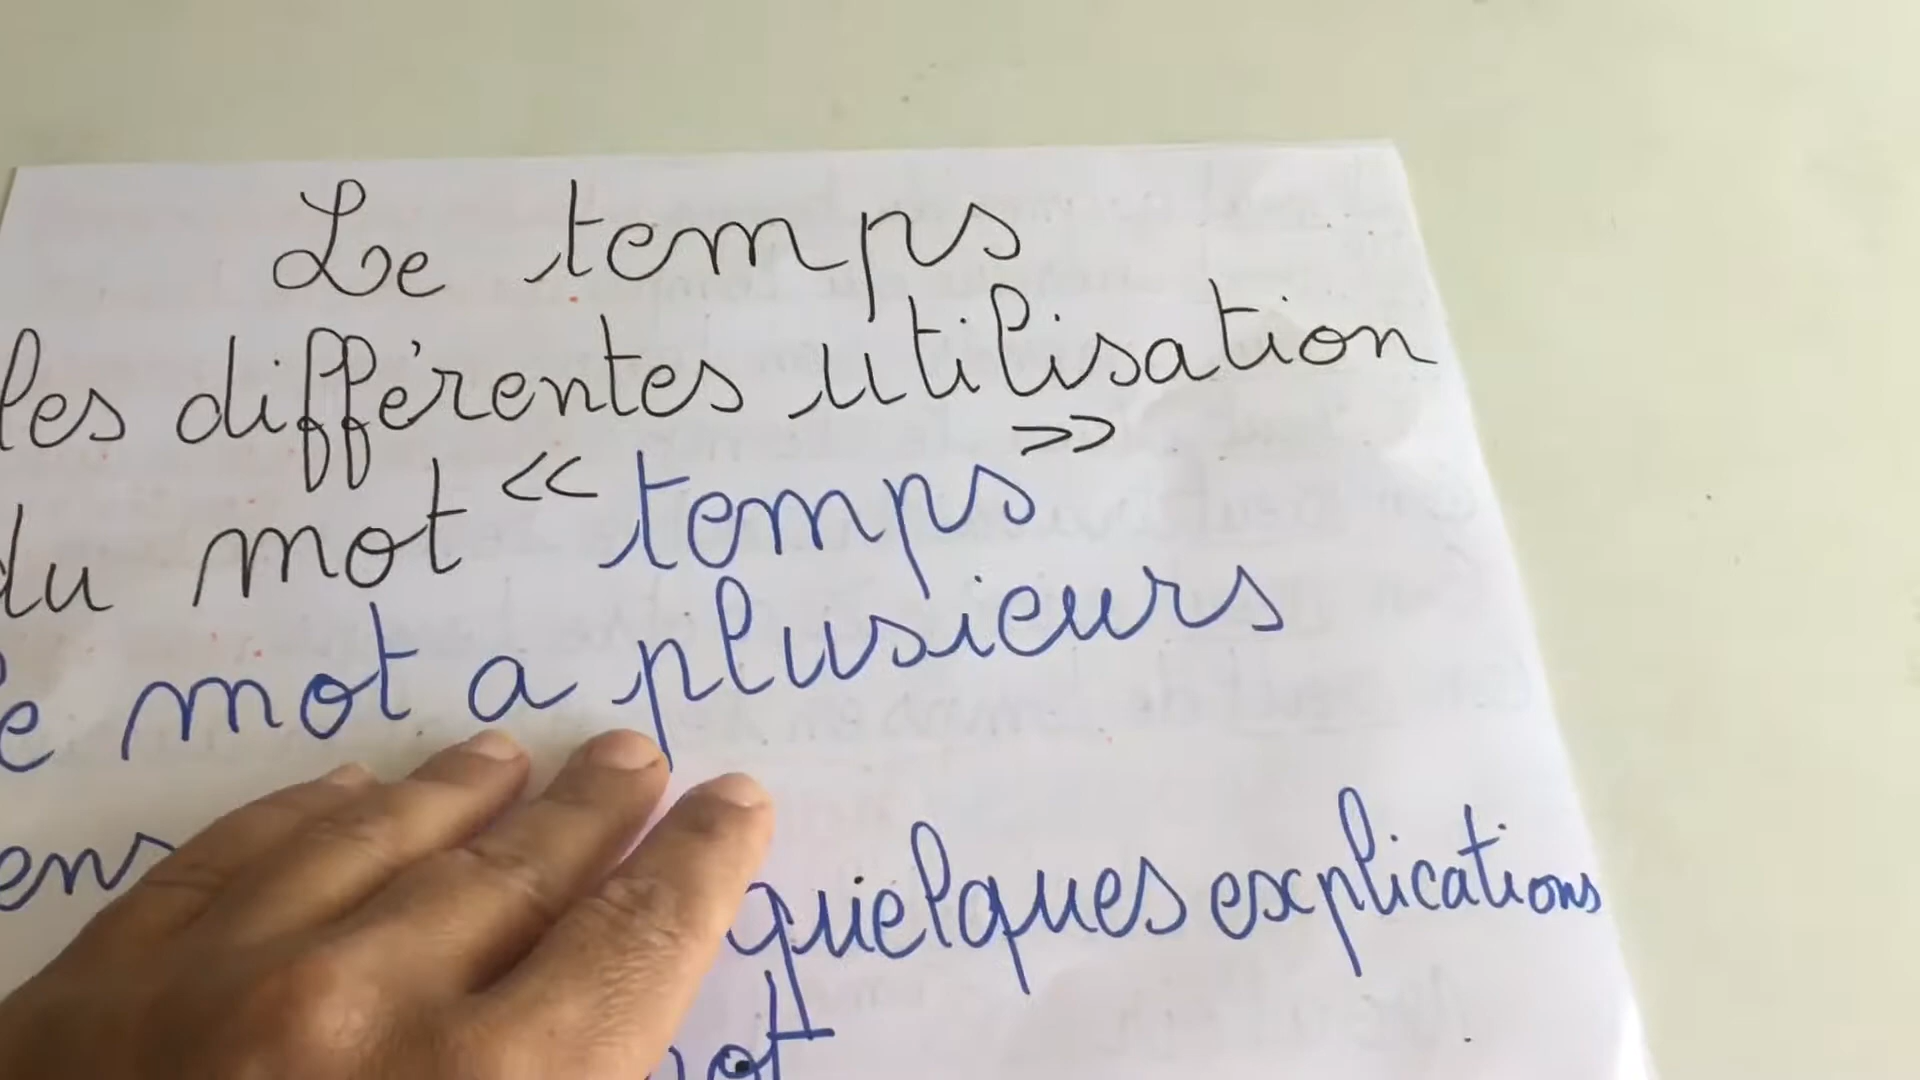 Le temps
les différentes utilisation
du mot << temps >>
mot a plusieurs
quelques explications